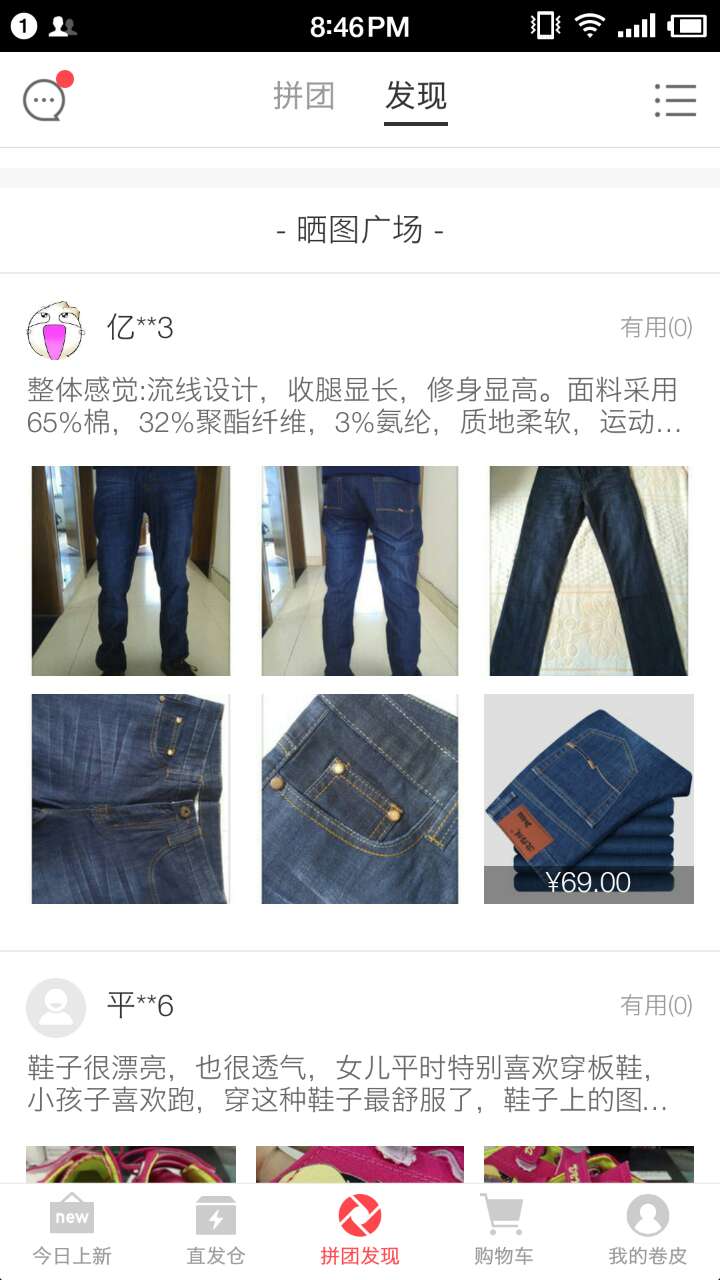 1
8:46PM
拼团 发现
- 晒图广场 -
亿**3
有用(0)
整体感觉:流线设计，收腿显长，修身显高。面料采用
65%棉，32%聚酯纤维，3%氨纶，质地柔软，运动...
¥69.00
平**6
有用(0)
鞋子很漂亮，也很透气，女儿平时特别喜欢穿板鞋，
小孩子喜欢跑，穿这种鞋子最舒服了，鞋子上的图...
new
今日上新 直发仓 拼团发现 购物车 我的卷皮